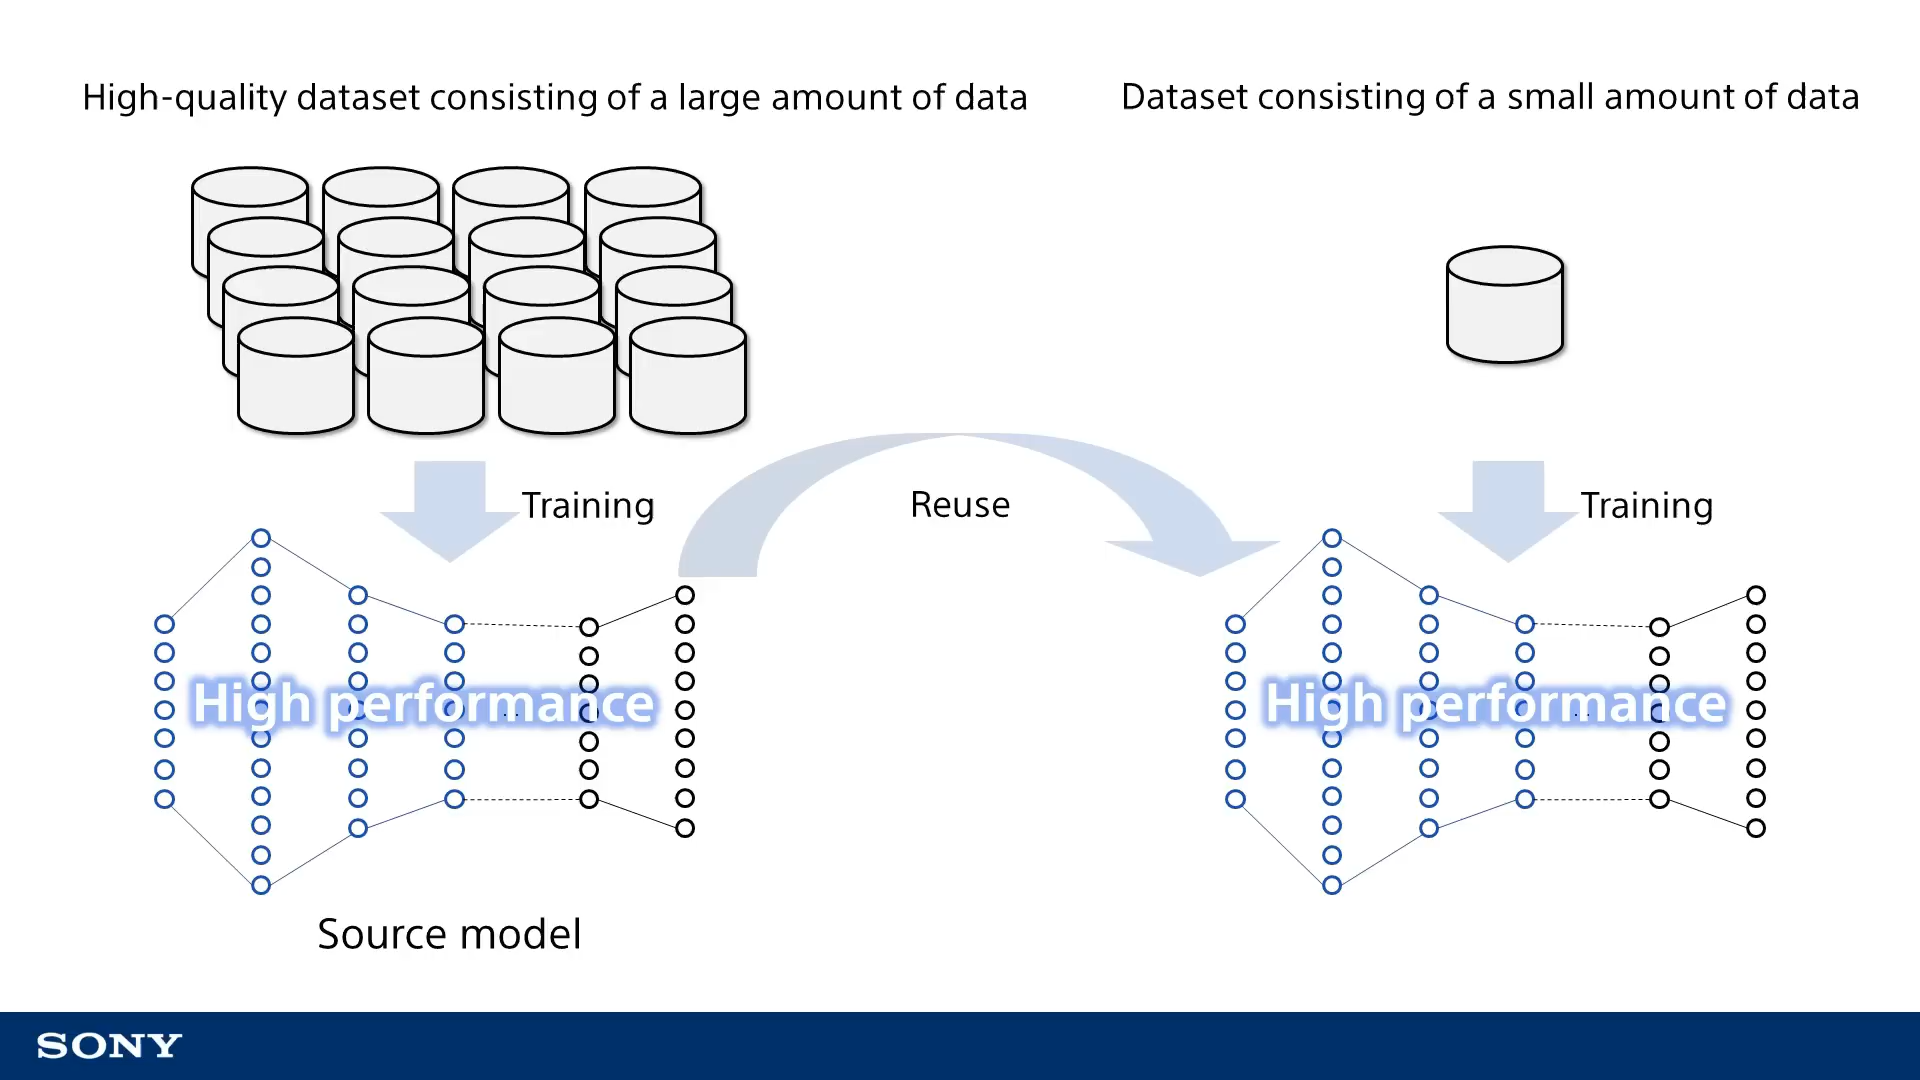 High-quality dataset consisting of a large amount of data
Dataset consisting of a small amount of data
Training
Reuse
Training
High performance
High performance
Source model
SONY